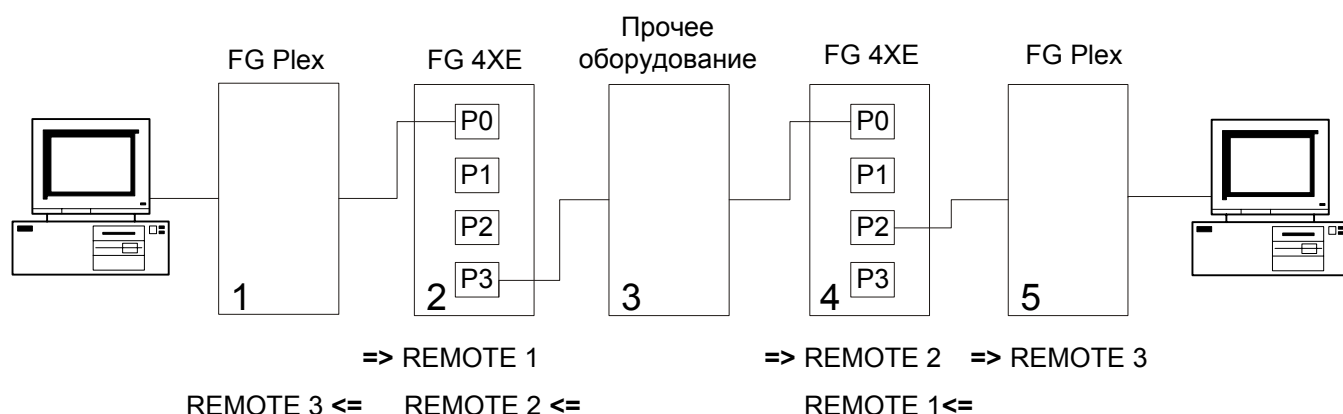 Прочее
оборудование
FG Plex
FG 4XE
FG 4XE
FG Plex
P0
P1
P2
P3
P0
P1
P2
P3
1
2
3
4
5
=> REMOTE 1
=> REMOTE 2
=> REMOTE 3
REMOTE 3 <=
REMOTE 2 <=
REMOTE 1<=